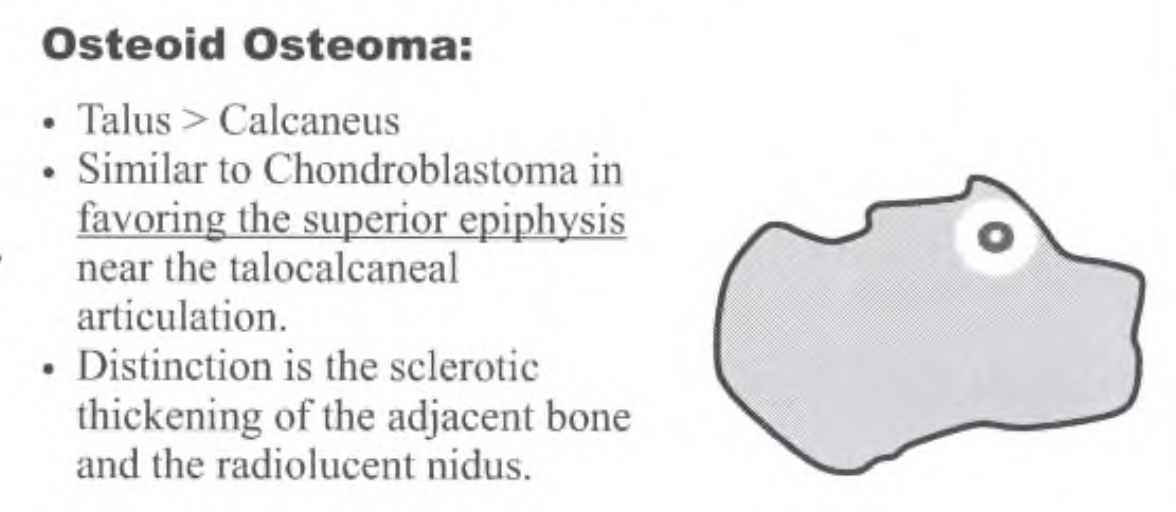 Osteoid Osteoma:
• Talus > Calcaneus
• Similar to Chondroblastoma in
favoring the superior epiphysis
near the talocalcaneal
articulation.
• Distinction is the sclerotic
thickening of the adjacent bone
and the radiolucent nidus.